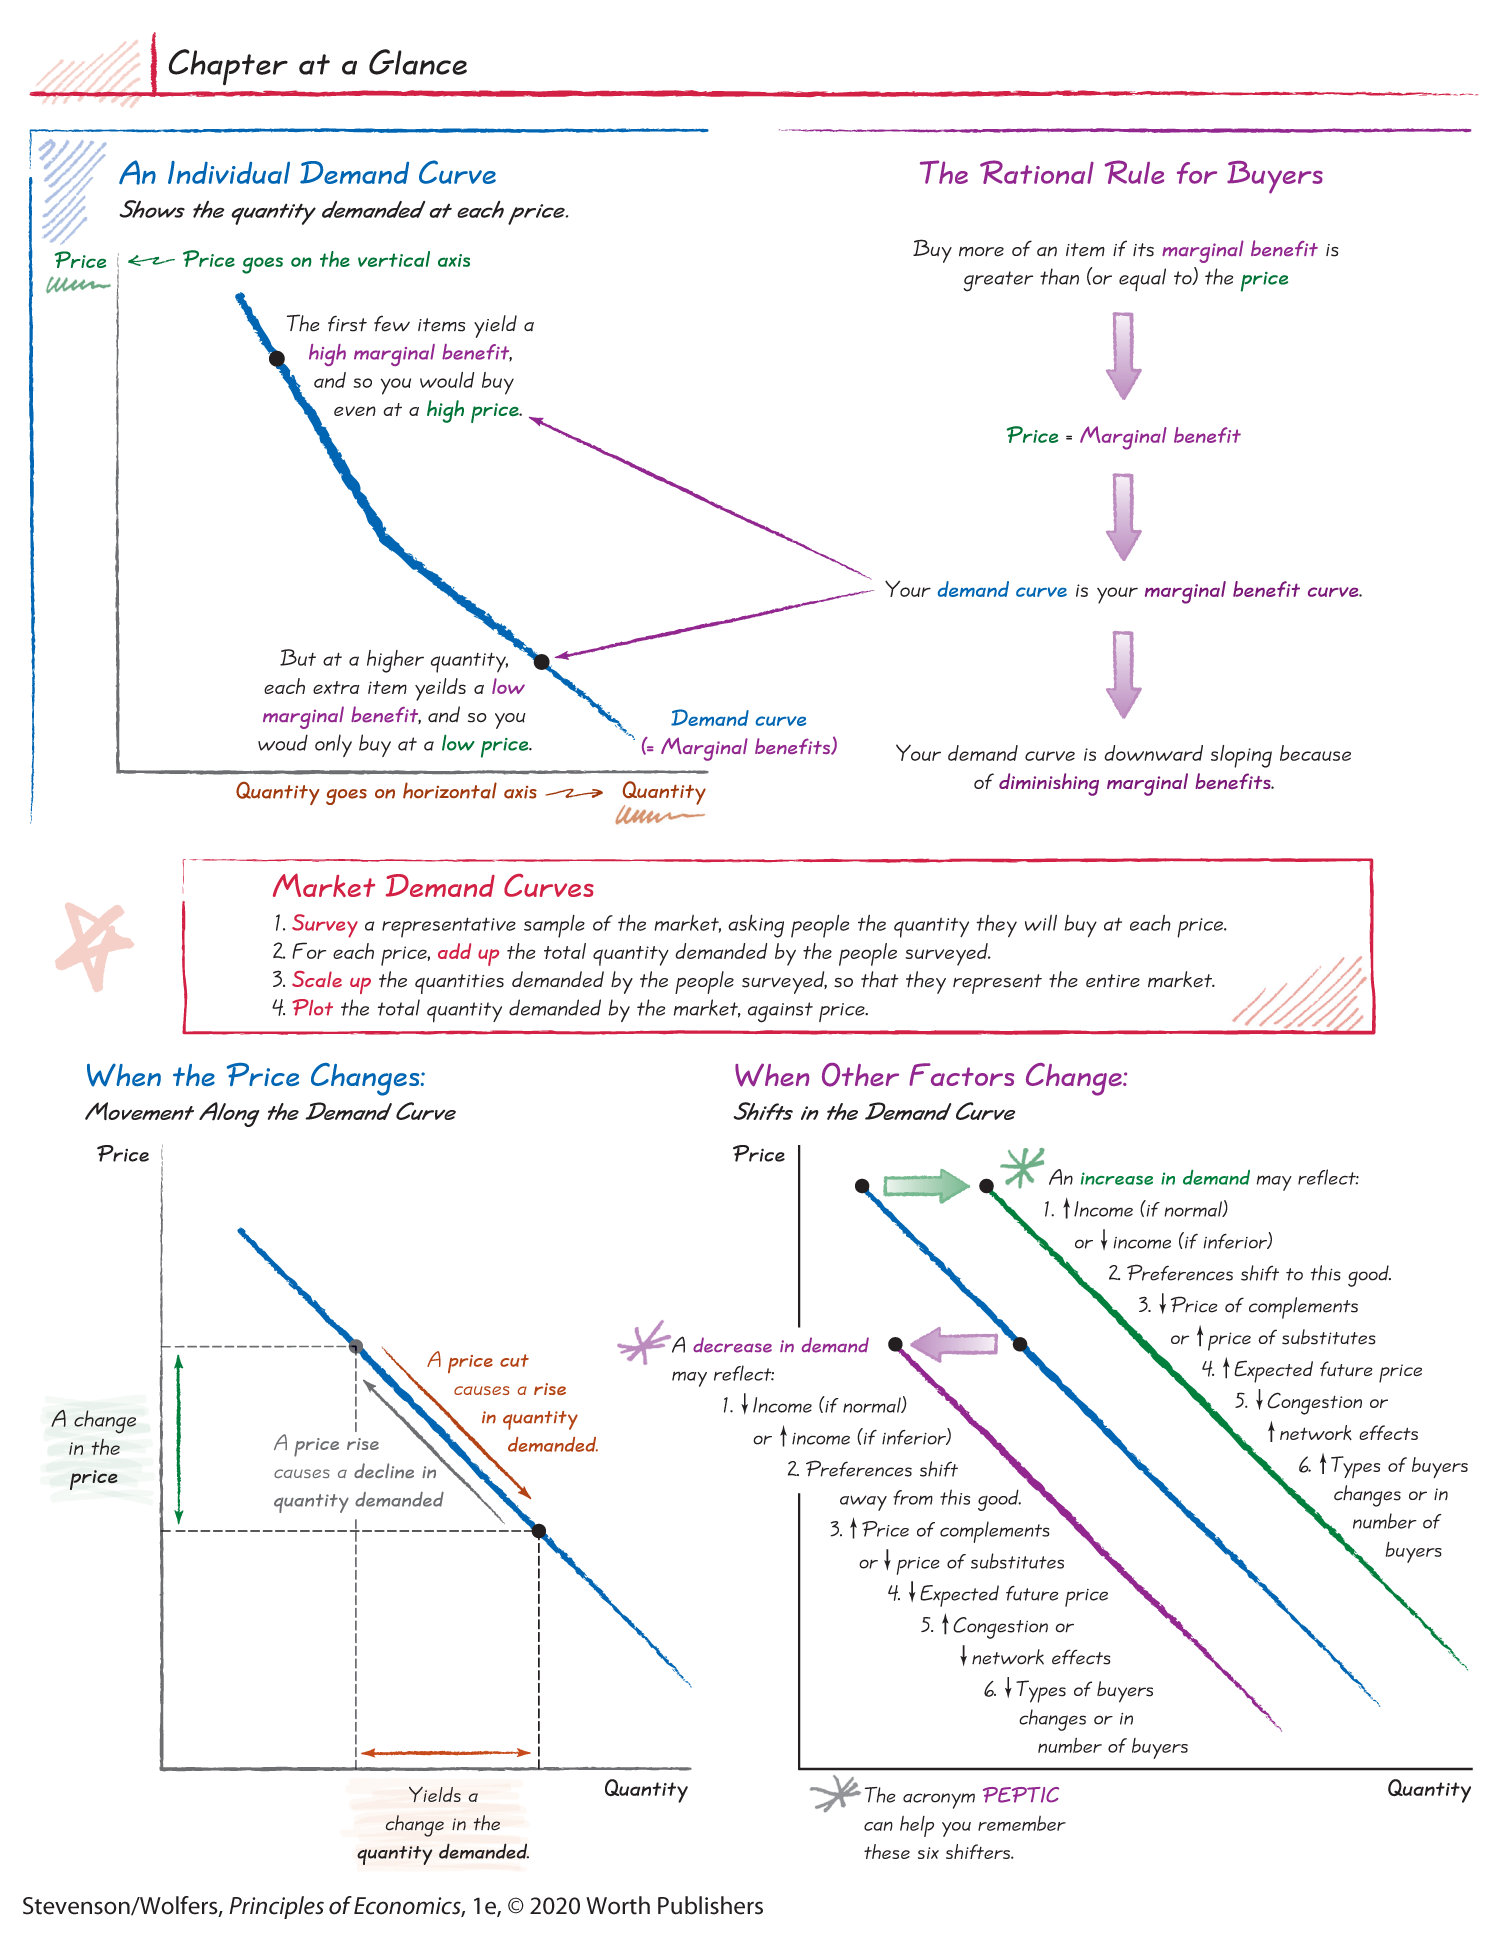 Chapter at a Glance
An Individual Demand Curve
Shows the quantity demanded at each price.
Price
Price goes on the vertical axis
The first few items yield a
high marginal benefit,
and so you would buy
even at a high price.
But at a higher quantity,
each extra item yeilds a low
marginal benefit, and so you
woud only buy at a low price.
Demand curve
(= Marginal benefits)
Quantity goes on horizontal axis
Quantity
The Rational Rule for Buyers
Buy more of an item if its marginal benefit is
greater than (or equal to) the price
Price = Marginal benefit
Your demand curve is your marginal benefit curve.
Your demand curve is downward sloping because
of diminishing marginal benefits.
Market Demand Curves
1. Survey a representative sample of the market, asking people the quantity they will buy at each price.
2. For each price, add up the total quantity demanded by the people surveyed.
3. Scale up the quantities demanded by the people surveyed, so that they represent the entire market.
4. Plot the total quantity demanded by the market, against price.
When the Price Changes:
Movement Along the Demand Curve
Price
A price cut
causes a rise
in quantity
demanded.
A change
in the
price
A price rise
causes a decline in
quantity demanded
Quantity
Yields a
change in the
quantity demanded.
When Other Factors Change:
Shifts in the Demand Curve
Price
An increase in demand may reflect:
1. ↑ Income (if normal)
or ↓ income (if inferior)
2. Preferences shift to this good.
3. ↓ Price of complements
or ↑ price of substitutes
4. ↑ Expected future price
5. ↓ Congestion or
↑ network effects
6. ↑ Types of buyers
changes or in
number of
buyers
A decrease in demand
may reflect:
1. ↓ Income (if normal)
or ↑ income (if inferior)
2. Preferences shift
away from this good.
3. ↑ Price of complements
or ↓ price of substitutes
4. ↓ Expected future price
5. ↑ Congestion or
↓ network effects
6. ↓ Types of buyers
changes or in
number of buyers
Quantity
The acronym PEPTIC
can help you remember
these six shifters.
Stevenson/Wolfers, Principles of Economics, 1e, © 2020 Worth Publishers